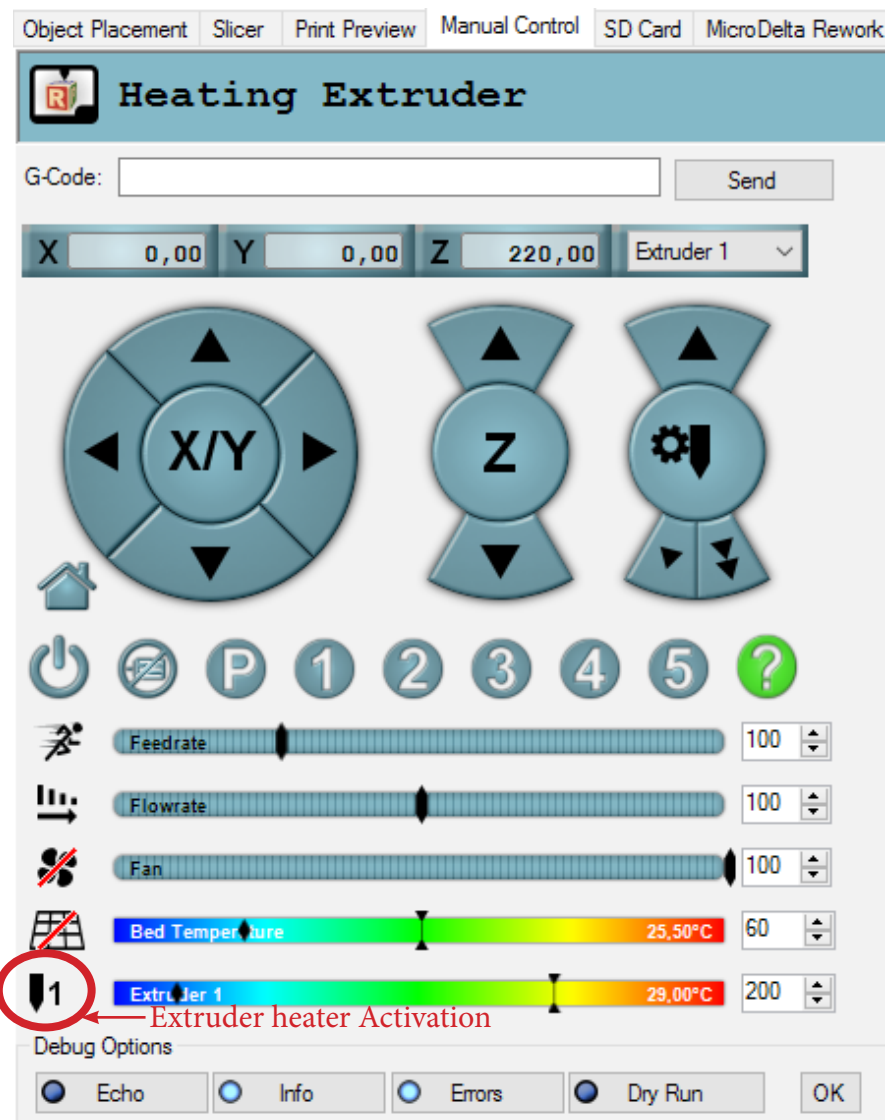 Object Placement Slicer Print Preview Manual Control SD Card MicroDelta Rework
R Heating Extruder
G-Code: Send
X 0,00 Y 0,00 Z 220,00 Extruder 1
X/Y Z
P 1 2 3 4 5 ?
Feedrate 100
Flowrate 100
Fan 100
Bed Temperature 25,50°C 60
1 Extruder 1 29,00°C 200
Extruder heater Activation
Debug Options
Echo Info Errors Dry Run OK